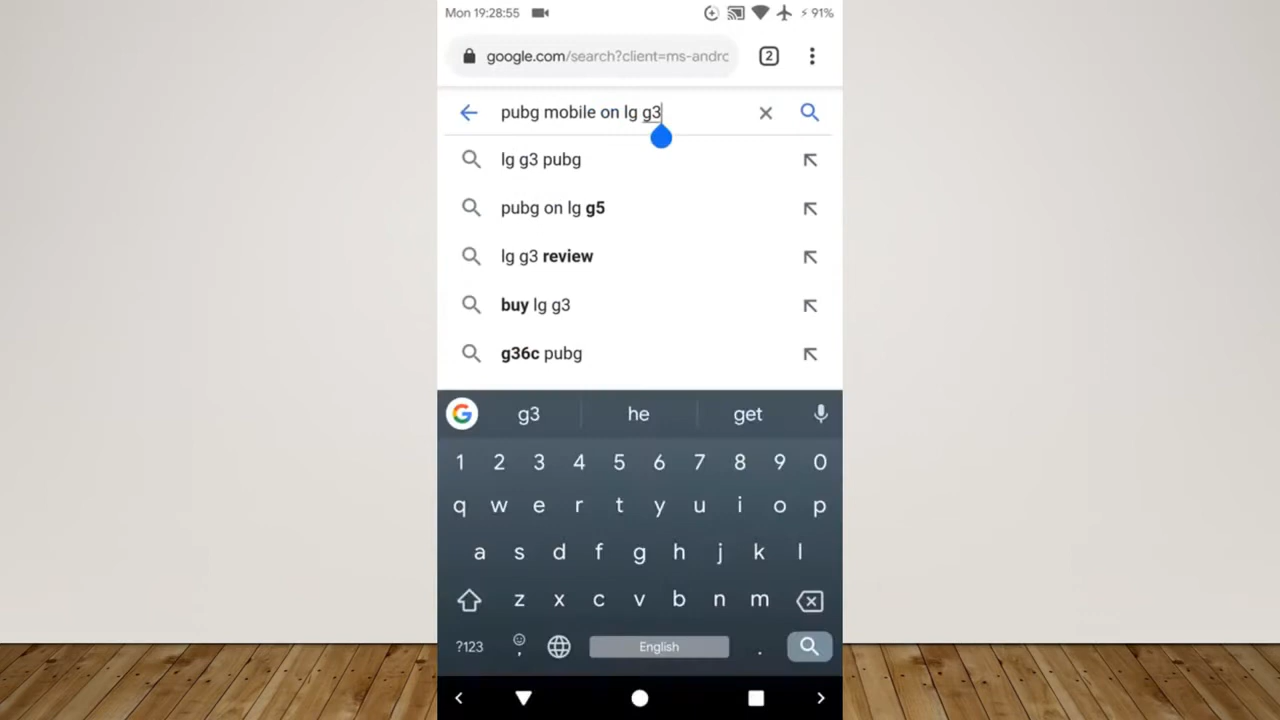 Mon 19:28:55 91%
google.com/search?client=ms-andro
2
pubg mobile on lg g3
lg g3 pubg
pubg on lg g5
lg g3 review
buy lg g3
g36c pubg
g3 he get
1 2 3 4 5 6 7 8 9 0
q w e r t y u i o p
a s d f g h j k l
z x c v b n m
?123 , English .